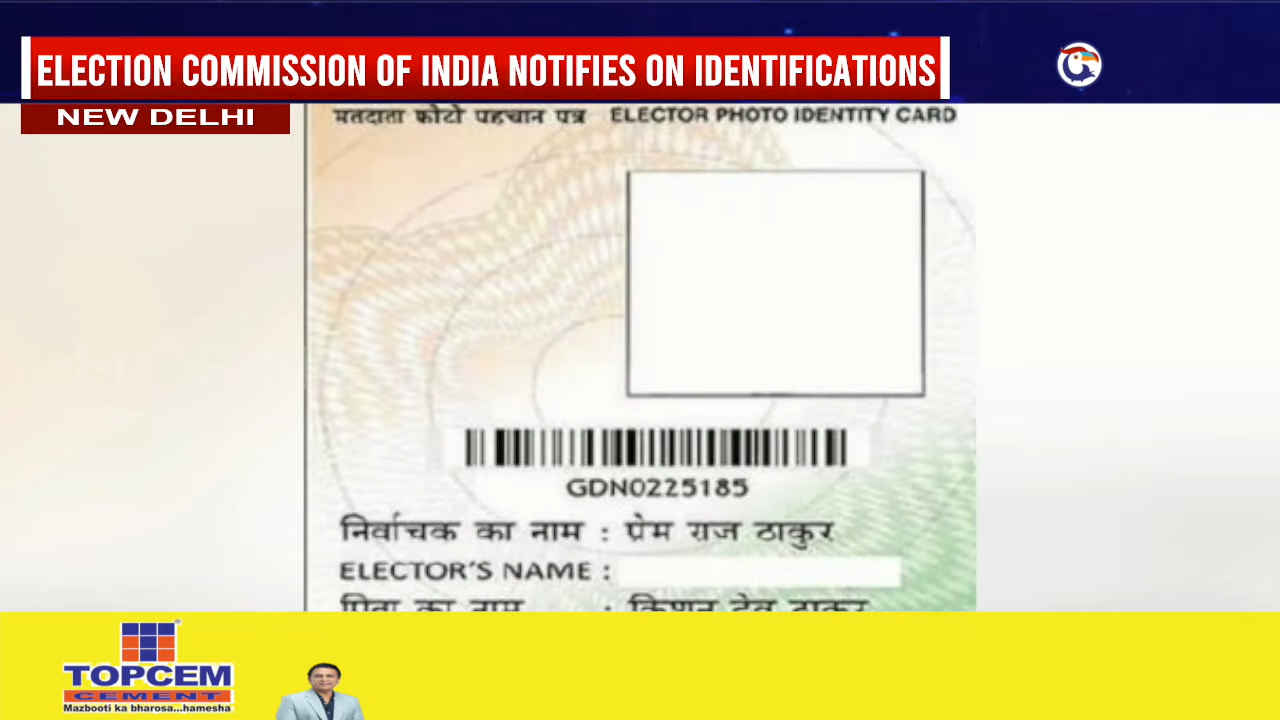 ELECTION COMMISSION OF INDIA NOTIFIES ON IDENTIFICATIONS
NEW DELHI
मतदाता फोटो पहचान पत्र ELECTOR PHOTO IDENTITY CARD
GDN0225185
निर्वाचक का नाम : प्रेम राज ठाकुर
ELECTOR'S NAME :
पिता का नाम : किशन देव ठाकुर
TOPCEM
CEMENT
Mazbooti ka bharosa...hamesha